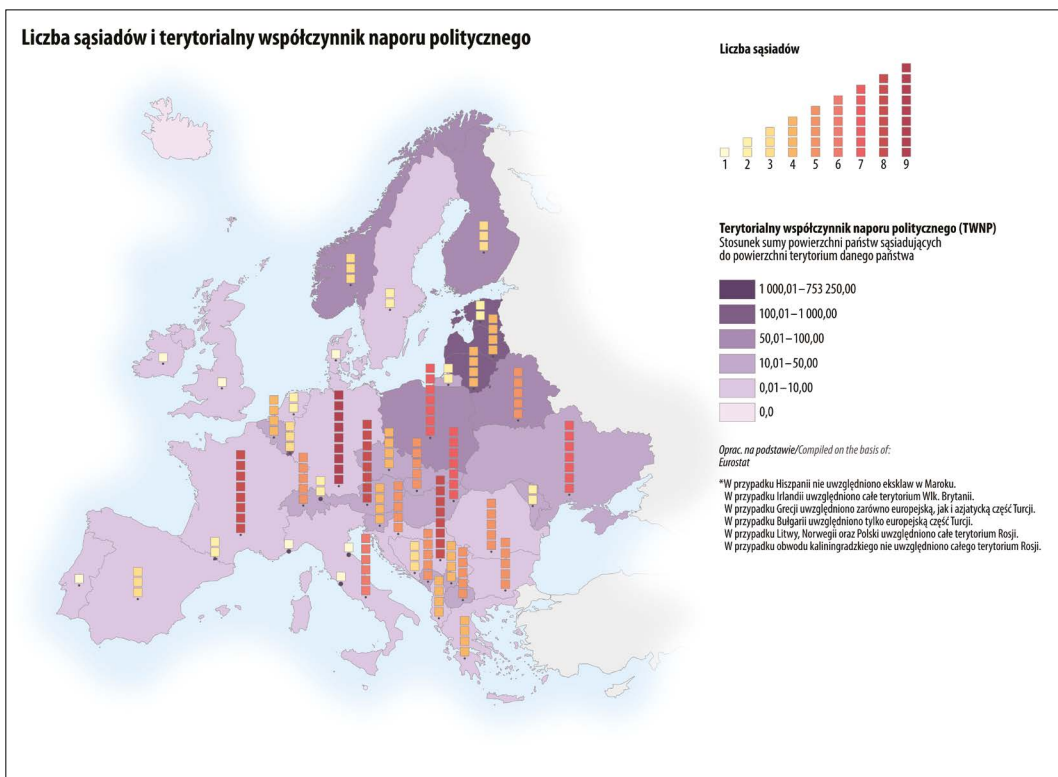 Liczba sąsiadów i terytorialny współczynnik naporu politycznego
Liczba sąsiadów
1 2 3 4 5 6 7 8 9
Terytorialny współczynnik naporu politycznego (TWNP)
Stosunek sumy powierzchni państw sąsiadujących
do powierzchni terytorium danego państwa
1 000,01–753 250,00
100,01–1 000,00
50,01–100,00
10,01–50,00
0,01–10,00
0,0
Oprac. na podstawie/Compiled on the basis of:
Eurostat
*W przypadku Hiszpanii nie uwzględniono eksklaw w Maroku.
W przypadku Irlandii uwzględniono całe terytorium Wlk. Brytanii.
W przypadku Grecji uwzględniono zarówno europejską, jak i azjatycką część Turcji.
W przypadku Bułgarii uwzględniono tylko europejską część Turcji.
W przypadku Litwy, Norwegii oraz Polski uwzględniono całe terytorium Rosji.
W przypadku obwodu kaliningradzkiego nie uwzględniono całego terytorium Rosji.